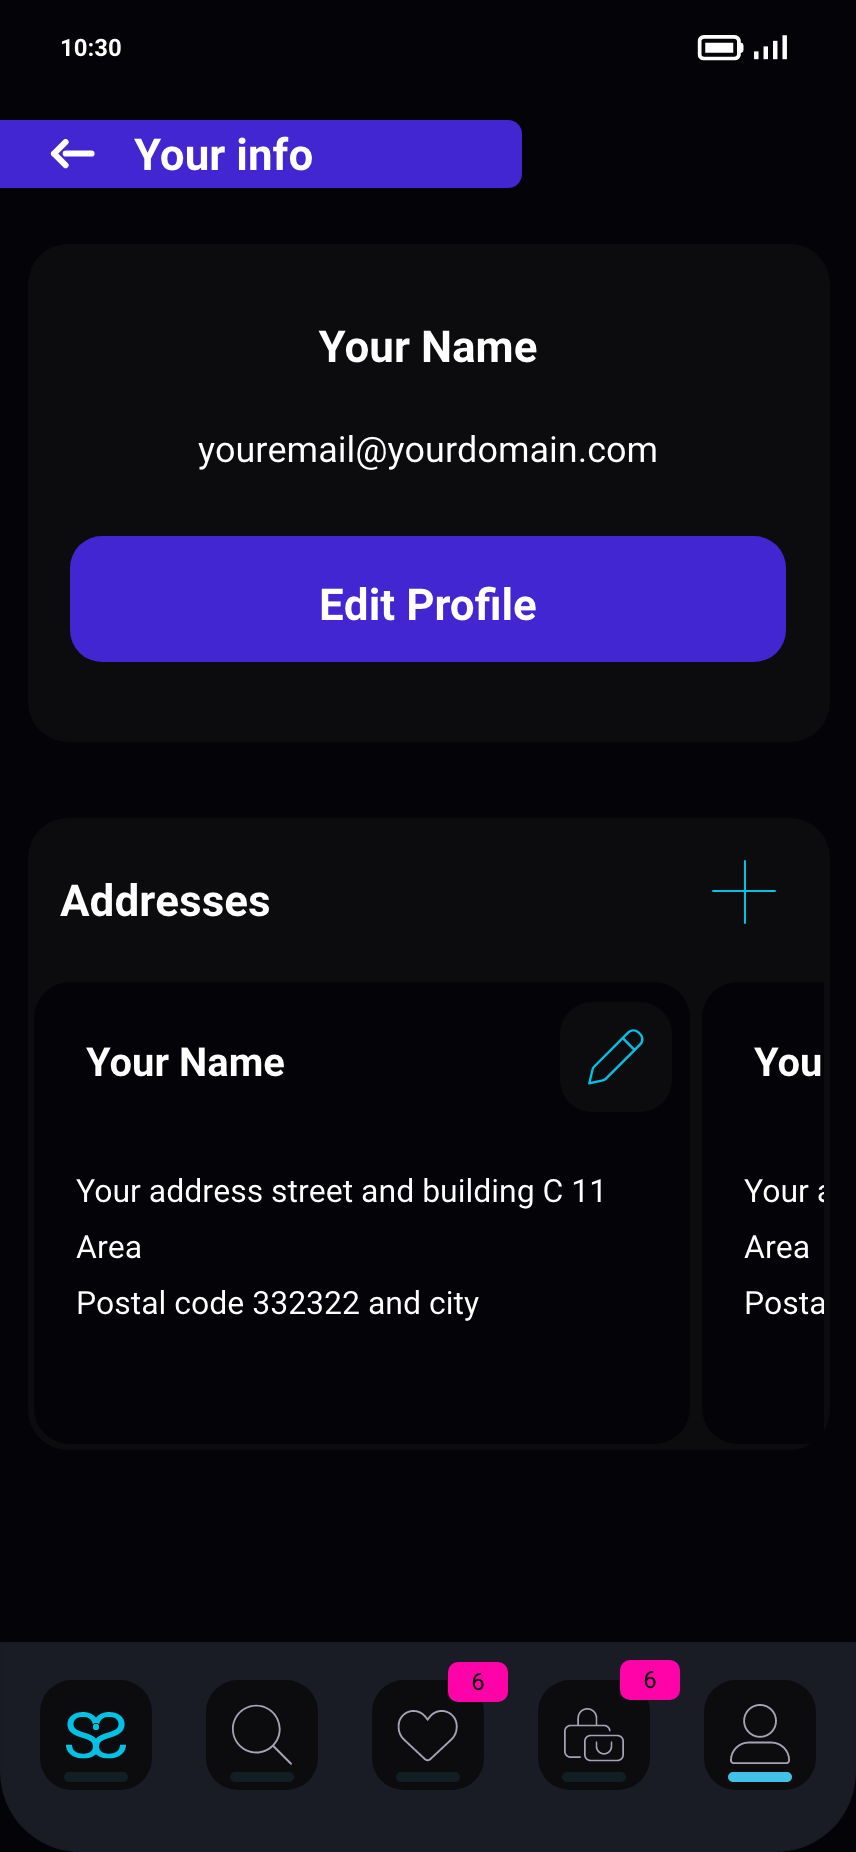 10:30
Your info
Your Name
youremail@yourdomain.com
Edit Profile
Addresses
Your Name
Your address street and building C 11
Area
Postal code 332322 and city
You
Your a
Area
Posta
6
6